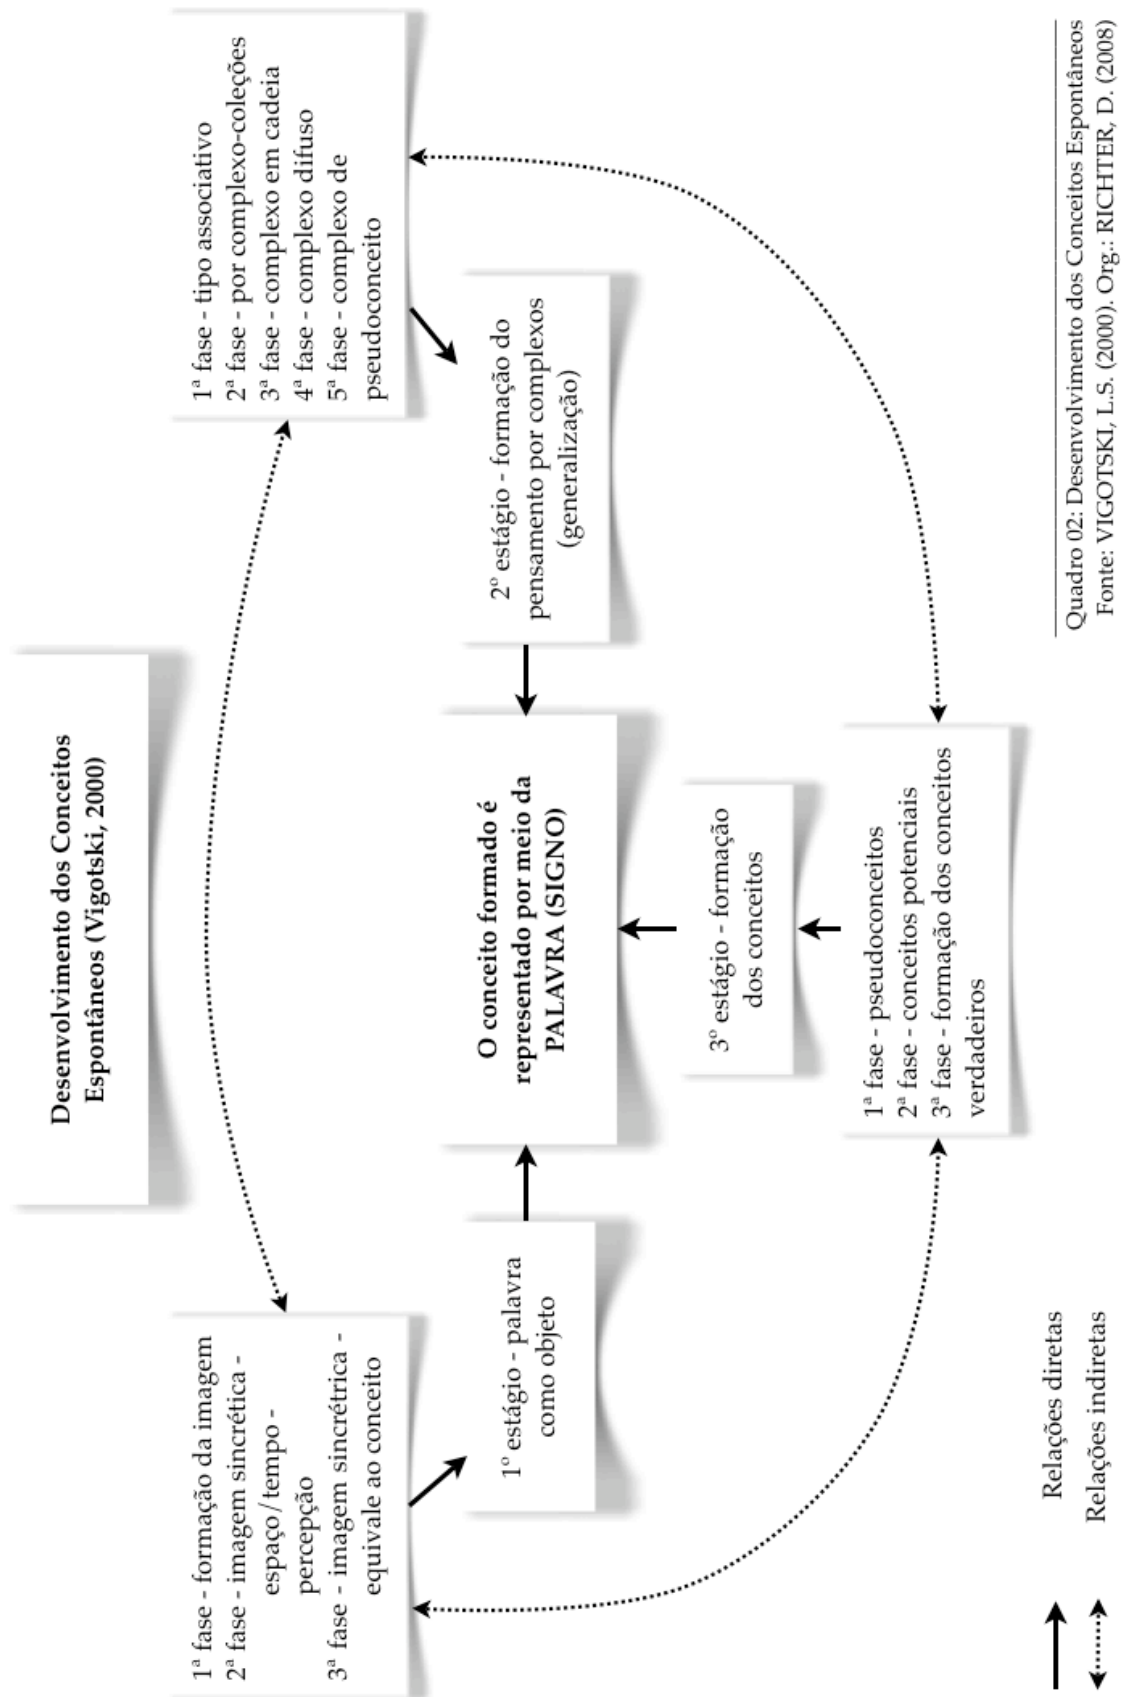 Desenvolvimento dos Conceitos
Espontâneos (Vigotski, 2000)
1ª fase - formação da imagem
2ª fase - imagem sincrética -
espaço/tempo -
percepção
3ª fase - imagem sincrétrica -
equivale ao conceito
1ª fase - tipo associativo
2ª fase - por complexo-coleções
3ª fase - complexo em cadeia
4ª fase - complexo difuso
5ª fase - complexo de
pseudoconceito
1º estágio - palavra
como objeto
O conceito formado é
representado por meio da
PALAVRA (SIGNO)
2º estágio - formação do
pensamento por complexos
(generalização)
3º estágio - formação
dos conceitos
1ª fase - pseudoconceitos
2ª fase - conceitos potenciais
3ª fase - formação dos conceitos
verdadeiros
Relações diretas
Relações indiretas
Quadro 02: Desenvolvimento dos Conceitos Espontâneos
Fonte: VIGOTSKI, L.S. (2000). Org.: RICHTER, D. (2008)